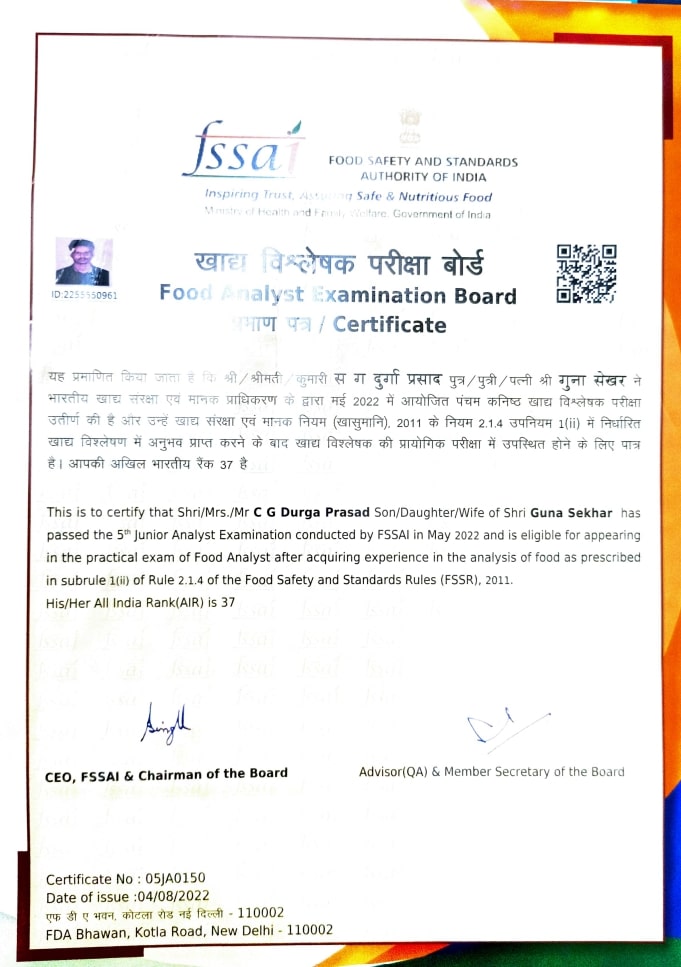 fssai
FOOD SAFETY AND STANDARDS
AUTHORITY OF INDIA
Inspiring Trust, Assuring Safe & Nutritious Food
Ministry of Health and Family Welfare, Government of India
ID:2255550961
खाद्य विश्लेषक परीक्षा बोर्ड
Food Analyst Examination Board
प्रमाण पत्र / Certificate
यह प्रमाणित किया जाता है कि श्री/श्रीमती/कुमारी स ग दुर्गा प्रसाद पुत्र/पुत्री/पत्नी श्री गुना सेखर ने
भारतीय खाद्य संरक्षा एवं मानक प्राधिकरण के द्वारा मई 2022 में आयोजित पंचम कनिष्ठ खाद्य विश्लेषक परीक्षा
उतीर्ण की है और उन्हें खाद्य संरक्षा एवं मानक नियम (खासुमानि), 2011 के नियम 2.1.4 उपनियम 1(ii) में निर्धारित
खाद्य विश्लेषण में अनुभव प्राप्त करने के बाद खाद्य विश्लेषक की प्रायोगिक परीक्षा में उपस्थित होने के लिए पात्र
है। आपकी अखिल भारतीय रैंक 37 है
This is to certify that Shri/Mrs./Mr C G Durga Prasad Son/Daughter/Wife of Shri Guna Sekhar has
passed the 5th Junior Analyst Examination conducted by FSSAI in May 2022 and is eligible for appearing
in the practical exam of Food Analyst after acquiring experience in the analysis of food as prescribed
in subrule 1(ii) of Rule 2.1.4 of the Food Safety and Standards Rules (FSSR), 2011.
His/Her All India Rank(AIR) is 37
CEO, FSSAI & Chairman of the Board
Advisor(QA) & Member Secretary of the Board
Certificate No : 05JA0150
Date of issue :04/08/2022
एफ डी ए भवन, कोटला रोड नई दिल्ली - 110002
FDA Bhawan, Kotla Road, New Delhi - 110002